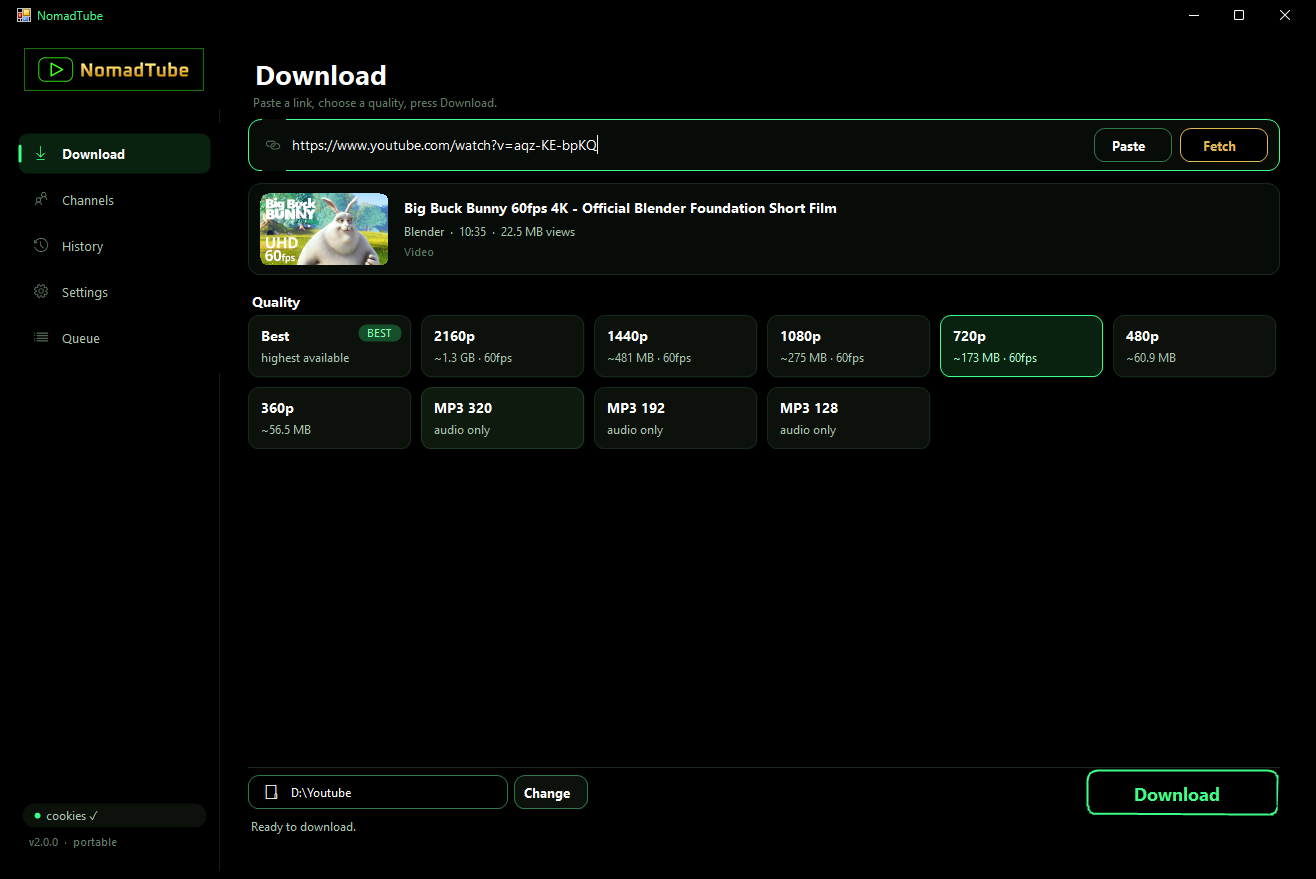 NomadTube
NomadTube
Download
Paste a link, choose a quality, press Download.
https://www.youtube.com/watch?v=aqz-KE-bpKQ
Paste
Fetch
Download
Channels
History
Settings
Queue
Big Buck
BUNNY
UHD
60fps
Big Buck Bunny 60fps 4K - Official Blender Foundation Short Film
Blender · 10:35 · 22.5 MB views
Video
Quality
Best
BEST
highest available
2160p
~1.3 GB · 60fps
1440p
~481 MB · 60fps
1080p
~275 MB · 60fps
720p
~173 MB · 60fps
480p
~60.9 MB
360p
~56.5 MB
MP3 320
audio only
MP3 192
audio only
MP3 128
audio only
D:\Youtube
Change
Download
Ready to download.
cookies ✓
v2.0.0 · portable